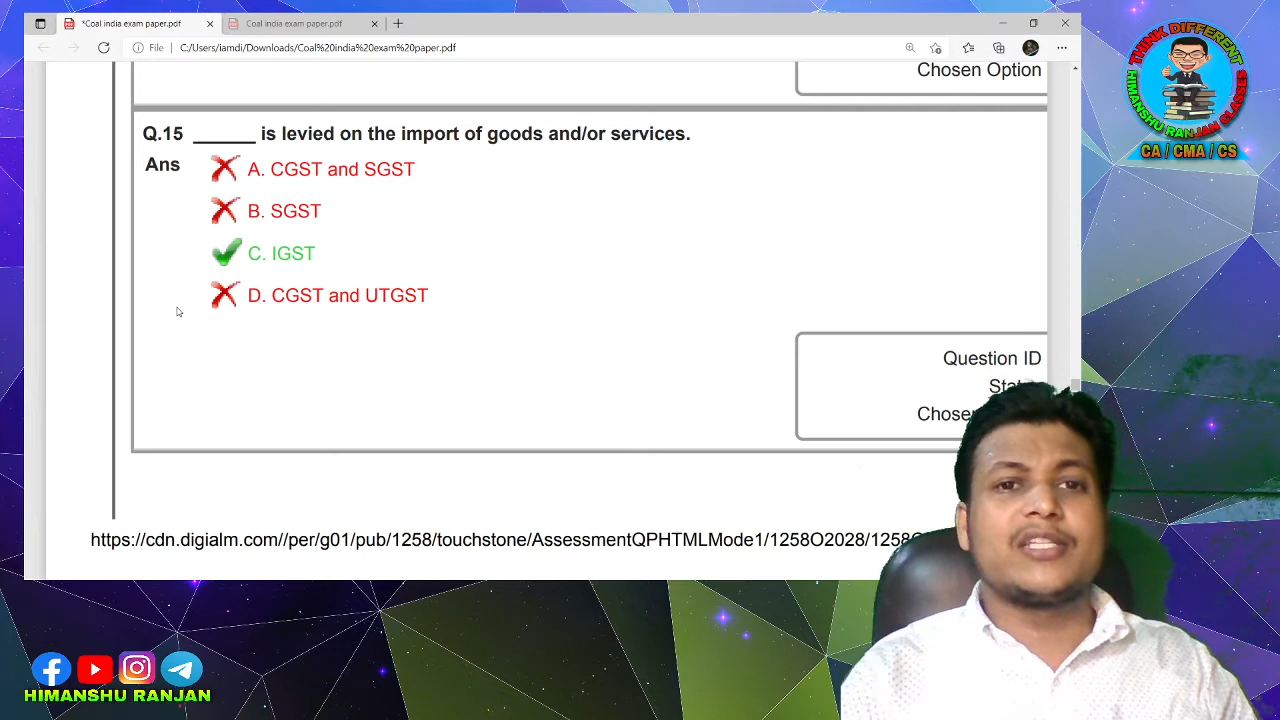 *Coal india exam paper.pdf
Coal india exam paper.pdf
File | C:/Users/iamdi/Downloads/Coal%20india%20exam%20paper.pdf
Chosen Option
Q.15 ______ is levied on the import of goods and/or services.
Ans
A. CGST and SGST
B. SGST
C. IGST
D. CGST and UTGST
Question ID
https://cdn.digialm.com//per/g01/pub/1258/touchstone/AssessmentQPHTMLMode1/1258O2028/1258
THINK DIFFERENT
HIMANSHU RANJAN CLASSES
CA / CMA / CS
HIMANSHU RANJAN